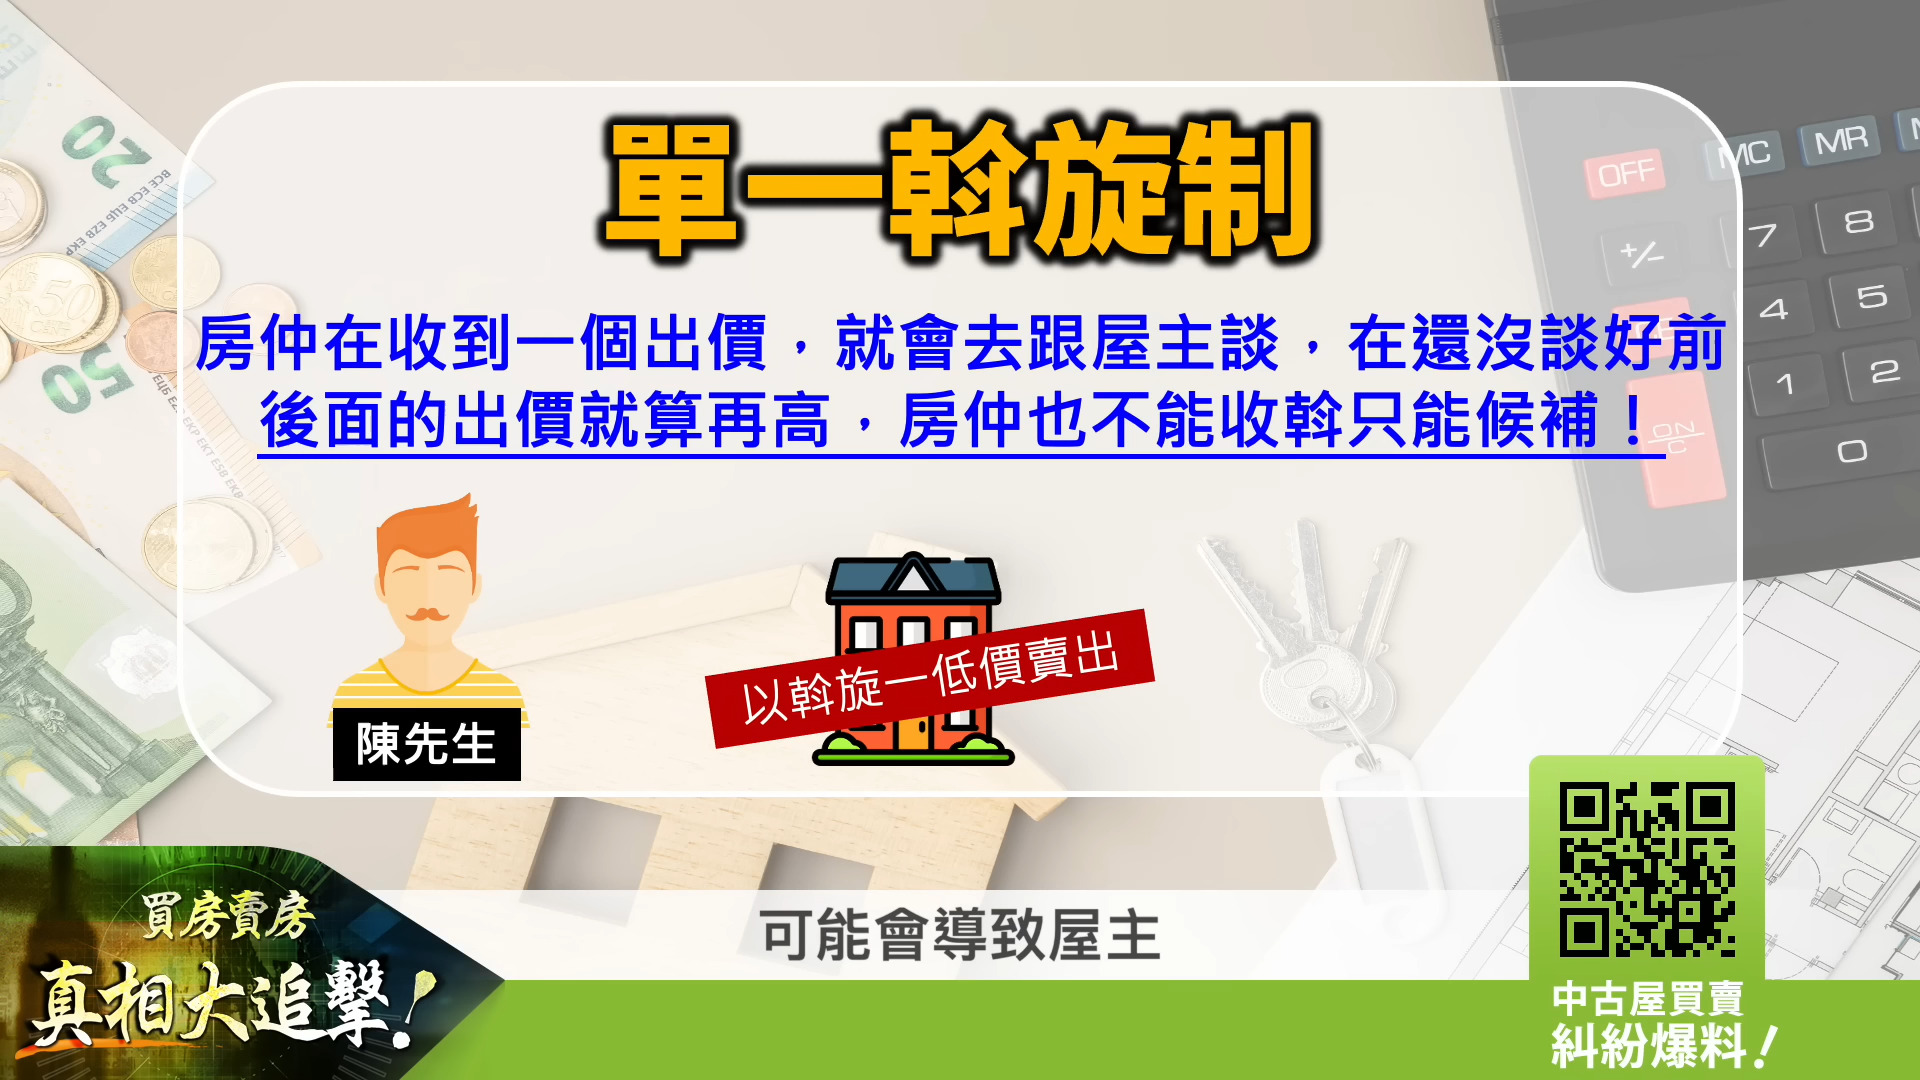 單一斡旋制
房仲在收到一個出價，就會去跟屋主談，在還沒談好前
後面的出價就算再高，房仲也不能收斡只能候補！
以斡旋一低價賣出
陳先生
可能會導致屋主
買房賣房
真相大追擊！
中古屋買賣
糾紛爆料！
OFF
MC
MR
+/−
7
8
4
5
1
2
ON/C
0
20
50
50